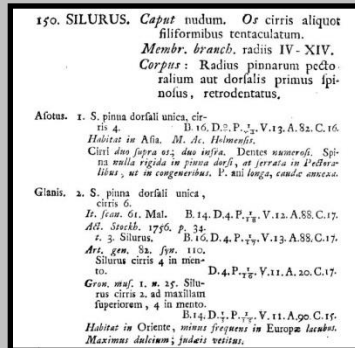 150. SILURUS. Caput nudum. Os cirris aliquot
filiformibus tentaculatum.
Membr. branch. radiis IV - XIV.
Corpus: Radius pinnarum pecto
ralium aut dorſalis primus ſpi-
noſus, retrodentatus.
Aſotus. 1. S. pinna dorſali unica, cir-
ris 4. B. 16. D. P. V. 13. A. 82. C. 16.
Habitat in Aſia. M. Ac. Holmenſis.
Cirri duo ſupra os; duo infra. Dentes numeroſi. Spi-
na nulla rigida in pinna dorſi, at ſerrata in Pectora-
libus, ut in congeneribus. P. ani longa, caudæ annexa.
Glanis. 2. S. pinna dorſali unica,
cirris 6.
It. ſcan. 61. Mal. B. 14. D. 4. P. V. 12. A. 88. C. 17.
Act. Stockh. 1756. p. 34.
t. 3. Silurus. B. 16. D. 4. P. V. 13. A. 88. C. 17.
Art. gen. 82. ſyn. 110.
Silurus cirris 4 in men-
to. D. 4. P. V. 11. A. 20. C. 17.
Gron. muſ. 1. n. 25. Silu-
rus cirris 2. ad maxillam
ſuperiorem, 4 in mento.
B. 14. D. P. V. 11. A. 90. C. 15.
Habitat in Oriente, minus frequens in Europæ lacubus.
Maximus dulcium; judæis vetitus.